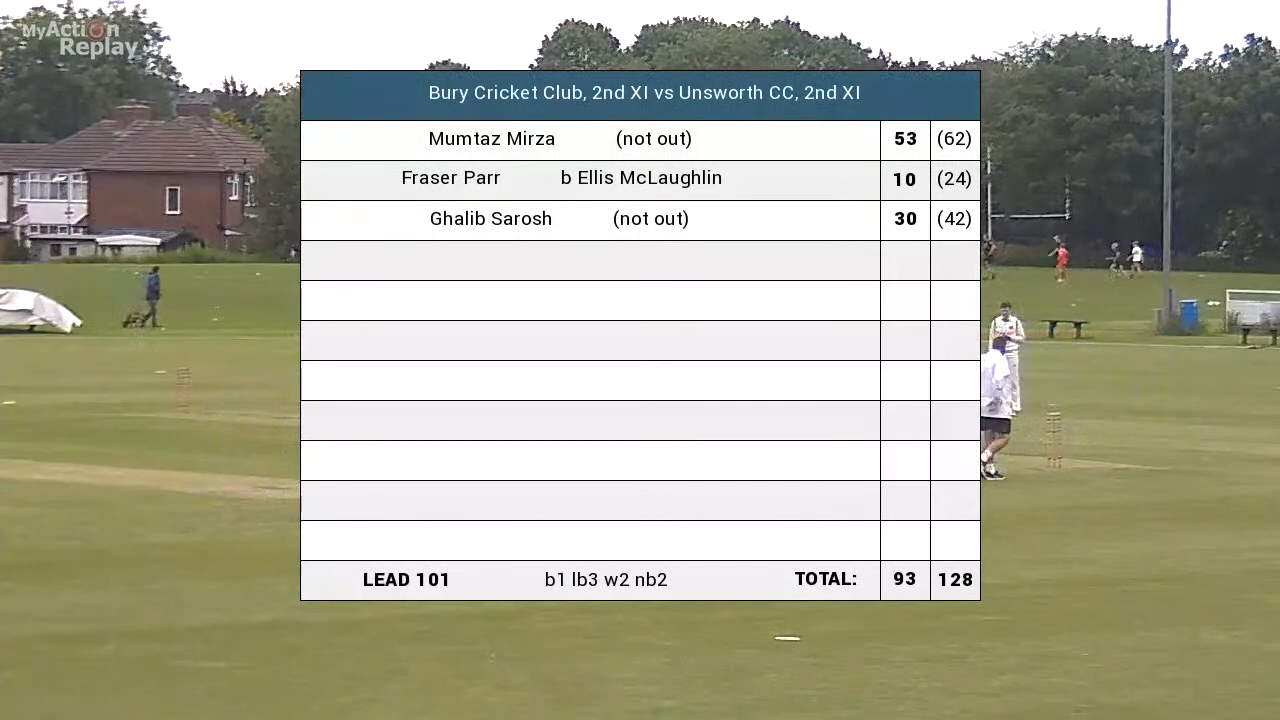 MyAction
Replay
Bury Cricket Club, 2nd XI vs Unsworth CC, 2nd XI
Mumtaz Mirza (not out) 53 (62)
Fraser Parr b Ellis McLaughlin 10 (24)
Ghalib Sarosh (not out) 30 (42)
LEAD 101 b1 lb3 w2 nb2 TOTAL: 93 128